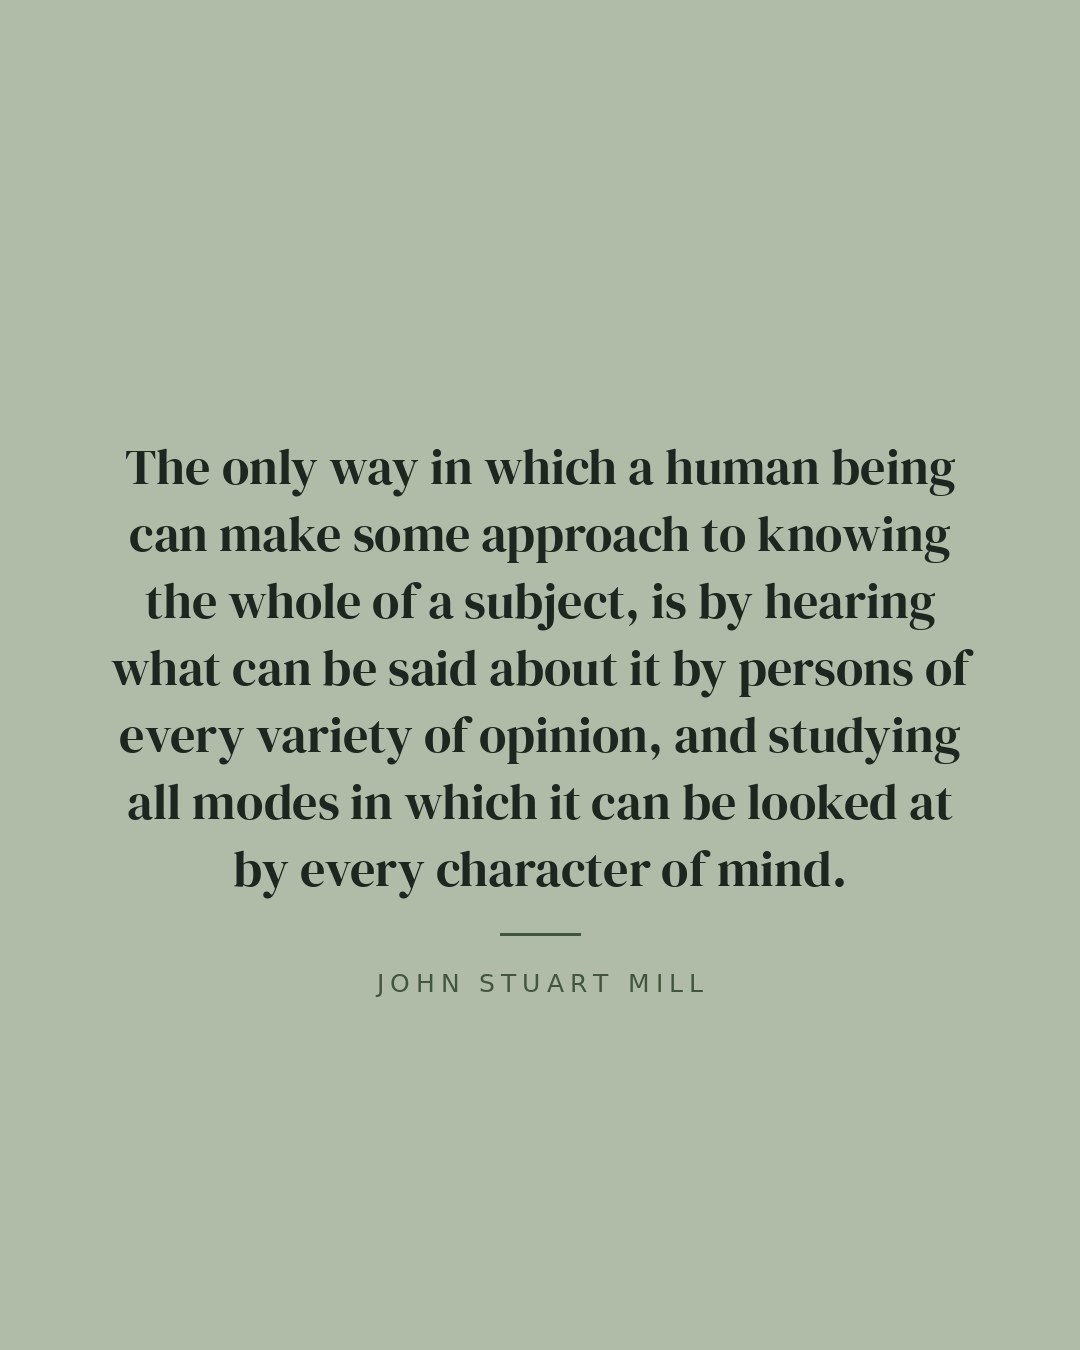 The only way in which a human being
can make some approach to knowing
the whole of a subject, is by hearing
what can be said about it by persons of
every variety of opinion, and studying
all modes in which it can be looked at
by every character of mind.
JOHN STUART MILL